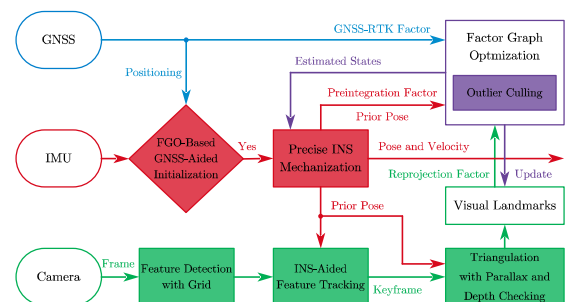 GNSS
GNSS-RTK Factor
Factor Graph
Optmization
Outlier Culling
Positioning
Estimated States
Preintegration Factor
Prior Pose
IMU
FGO-Based
GNSS-Aided
Initialization
Yes
Precise INS
Mechanization
Pose and Velocity
Reprojection Factor
Update
Visual Landmarks
Prior Pose
Camera
Frame
Feature Detection
with Grid
INS-Aided
Feature Tracking
Keyframe
Triangulation
with Parallax and
Depth Checking